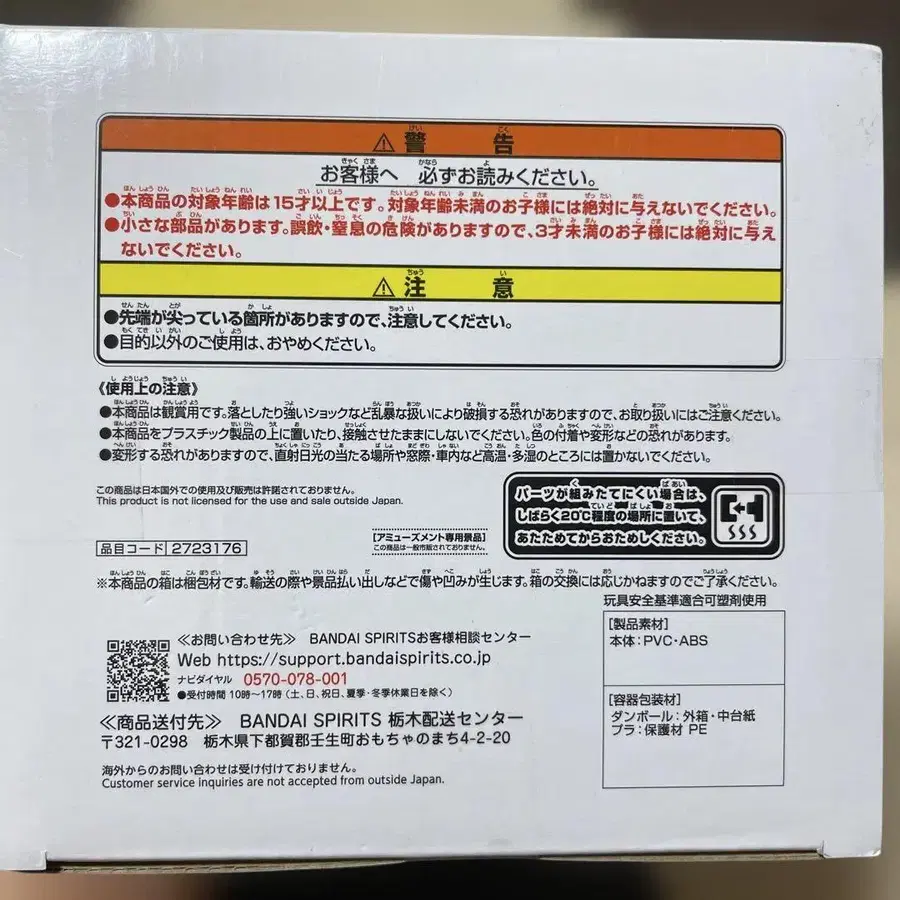 ⚠ 警告
お客様へ 必ずお読みください。
●本商品の対象年齢は15才以上です。対象年齢未満のお子様には絶対に与えないでください。
●小さな部品があります。誤飲・窒息の危険がありますので、3才未満のお子様には絶対に与え
ないでください。
⚠ 注意
●先端が尖っている箇所がありますので、注意してください。
●目的以外のご使用は、おやめください。
《使用上の注意》
●本商品は観賞用です。落としたり強いショックなど乱暴な扱いにより破損する恐れがありますので、お取り扱いにはご注意ください。
●本商品をプラスチック製品の上に置いたり、接触させたままにしないでください。色の付着や変形などの恐れがあります。
●変形する恐れがありますので、直射日光の当たる場所や窓際・車内など高温・多湿のところには置かないでください。
この商品は日本国外での使用及び販売は許諾されておりません。
This product is not licensed for the use and sale outside Japan.
パーツが組みたてにくい場合は、
しばらく20℃程度の場所に置いて、
あたためてからおためしください。
品目コード 2723176
[アミューズメント専用景品]
この商品は一般市販されておりません。
※本商品の箱は梱包材です。輸送の際や景品払い出しなどで傷や凹みが生じます。箱の交換には応じかねますのでご了承ください。
玩具安全基準適合可塑剤使用
[製品素材]
本体:PVC・ABS
[容器包装材]
ダンボール:外箱・中台紙
プラ:保護材 PE
≪お問い合わせ先≫ BANDAI SPIRITSお客様相談センター
Web https://support.bandaispirits.co.jp
ナビダイヤル 0570-078-001
●受付時間 10時～17時(土、日、祝日、夏季・冬季休業日を除く)
≪商品送付先≫ BANDAI SPIRITS 栃木配送センター
〒321-0298 栃木県下都賀郡壬生町おもちゃのまち4-2-20
海外からのお問い合わせは受け付けておりません。
Customer service inquiries are not accepted from outside Japan.